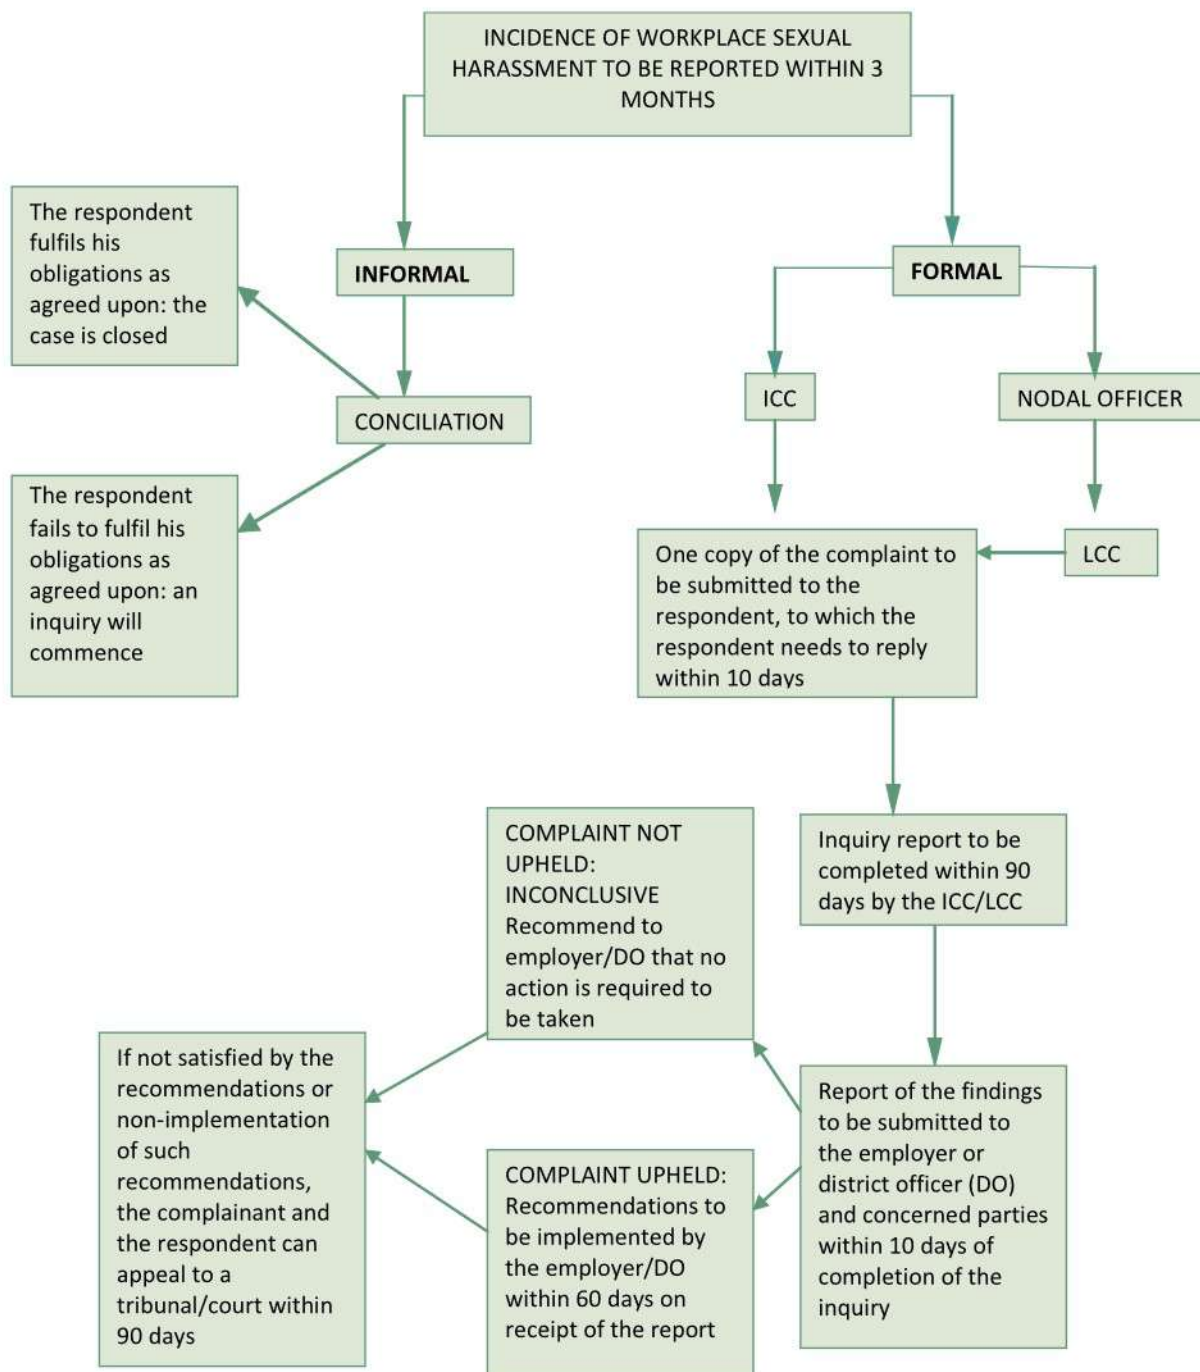 INCIDENCE OF WORKPLACE SEXUAL
HARASSMENT TO BE REPORTED WITHIN 3
MONTHS
The respondent
fulfils his
obligations as
agreed upon: the
case is closed
INFORMAL
FORMAL
CONCILIATION
ICC
NODAL OFFICER
The respondent
fails to fulfil his
obligations as
agreed upon: an
inquiry will
commence
One copy of the complaint to
be submitted to the
respondent, to which the
respondent needs to reply
within 10 days
LCC
COMPLAINT NOT
UPHELD:
INCONCLUSIVE
Recommend to
employer/DO that no
action is required to
be taken
Inquiry report to be
completed within 90
days by the ICC/LCC
If not satisfied by the
recommendations or
non-implementation
of such
recommendations,
the complainant and
the respondent can
appeal to a
tribunal/court within
90 days
COMPLAINT UPHELD:
Recommendations to
be implemented by
the employer/DO
within 60 days on
receipt of the report
Report of the findings
to be submitted to
the employer or
district officer (DO)
and concerned parties
within 10 days of
completion of the
inquiry